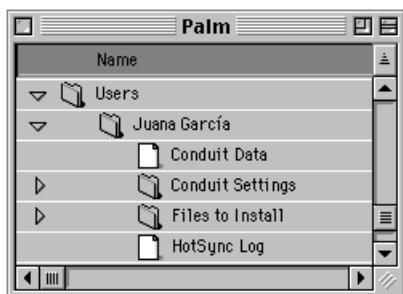 Palm
Name
Users
Juana García
Conduit Data
Conduit Settings
Files to Install
HotSync Log